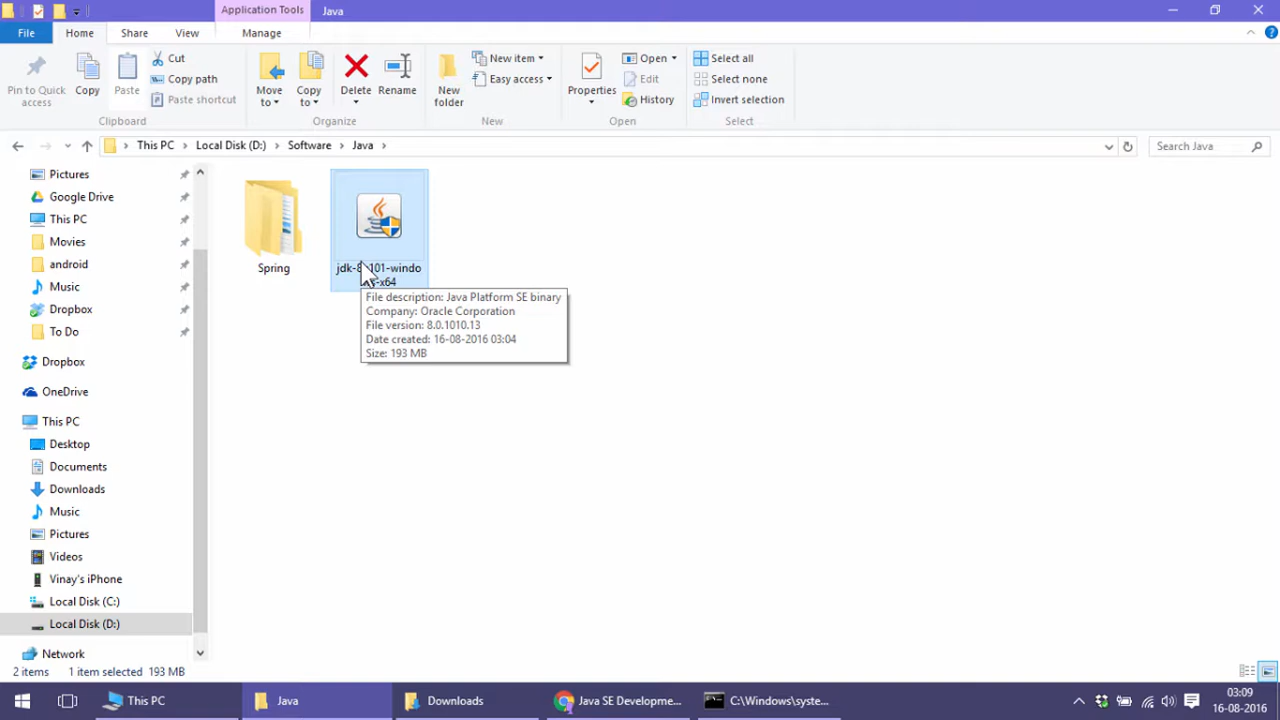 Application Tools
Java
File
Home
Share
View
Manage
Pin to Quick access
Copy
Paste
Cut
Copy path
Paste shortcut
Clipboard
Move to
Copy to
Delete
Rename
Organize
New folder
New item
Easy access
New
Properties
Open
Edit
History
Open
Select all
Select none
Invert selection
Select
This PC > Local Disk (D:) > Software > Java >
Search Java
Pictures
Google Drive
This PC
Movies
android
Music
Dropbox
To Do
Dropbox
OneDrive
This PC
Desktop
Documents
Downloads
Music
Pictures
Videos
Vinay's iPhone
Local Disk (C:)
Local Disk (D:)
Network
Spring
File description: Java Platform SE binary
Company: Oracle Corporation
File version: 8.0.1010.13
Date created: 16-08-2016 03:04
Size: 193 MB
2 items
1 item selected 193 MB
This PC
Java
Downloads
Java SE Developme...
C:\Windows\syste...
03:09
16-08-2016